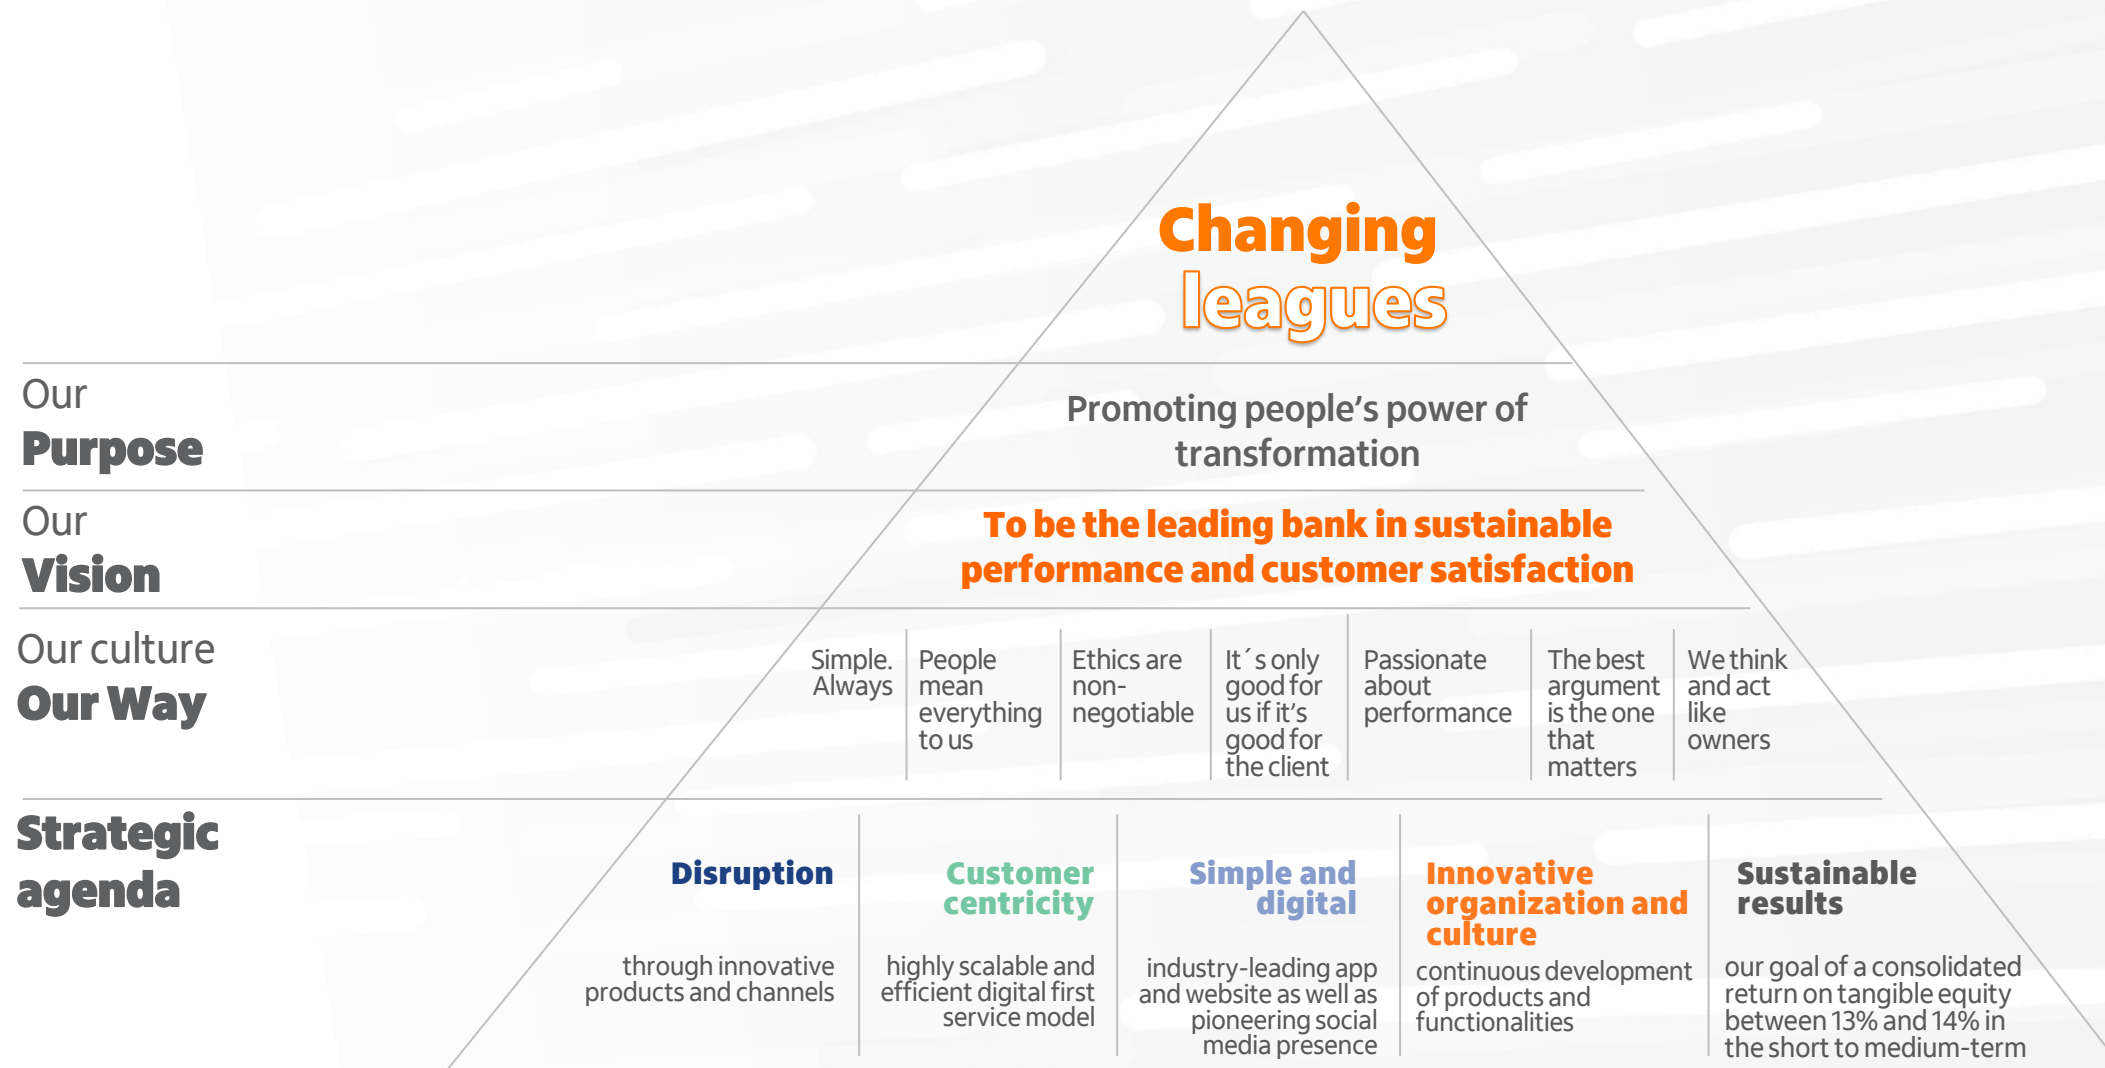 Changing
leagues
Our
Purpose
Promoting people’s power of
transformation
Our
Vision
To be the leading bank in sustainable
performance and customer satisfaction
Our culture
Our Way
Simple.
Always
People
mean
everything
to us
Ethics are
non-
negotiable
It´s only
good for
us if it’s
good for
the client
Passionate
about
performance
The best
argument
is the one
that
matters
We think
and act
like
owners
Strategic
agenda
Disruption
through innovative
products and channels
Customer
centricity
highly scalable and
efficient digital first
service model
Simple and
digital
industry-leading app
and website as well as
pioneering social
media presence
Innovative
organization and
culture
continuous development
of products and
functionalities
Sustainable
results
our goal of a consolidated
return on tangible equity
between 13% and 14% in
the short to medium-term